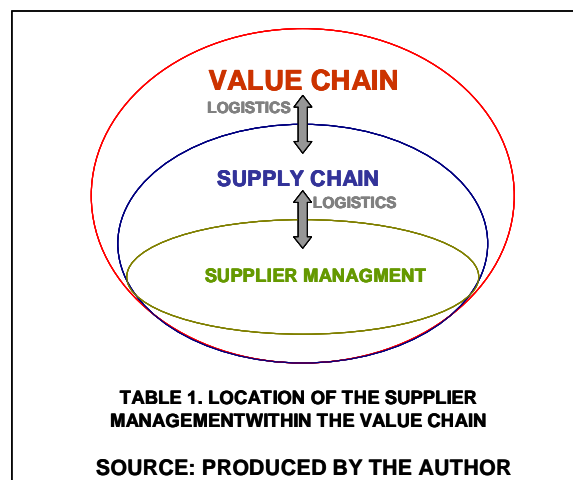 VALUE CHAIN
LOGISTICS
SUPPLY CHAIN
LOGISTICS
SUPPLIER MANAGMENT
TABLE 1. LOCATION OF THE SUPPLIER
MANAGEMENTWITHIN THE VALUE CHAIN
SOURCE: PRODUCED BY THE AUTHOR